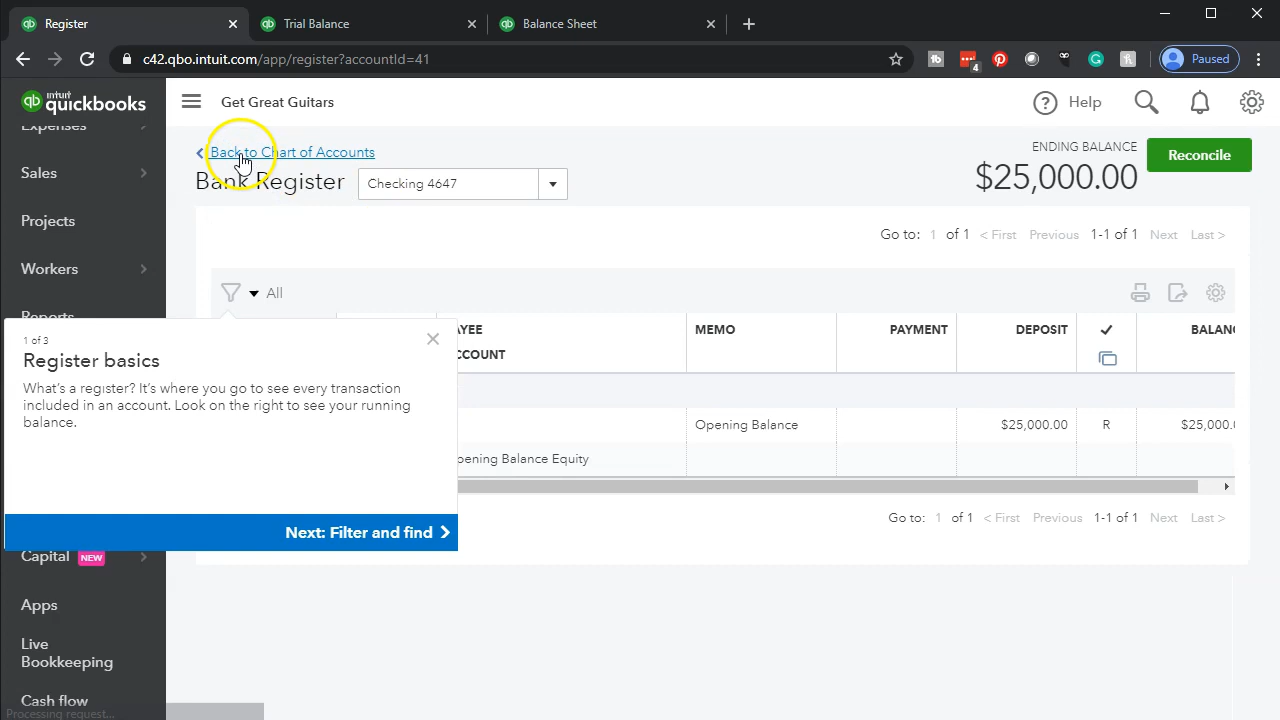 Register
Trial Balance
Balance Sheet
c42.qbo.intuit.com/app/register?accountId=41
4
Paused
intuit
quickbooks
Get Great Guitars
Help
Expenses
Sales
Projects
Workers
Reports
Capital NEW
Apps
Live
Bookkeeping
Cash flow
Processing request...
Back to Chart of Accounts
Bank Register
Checking 4647
ENDING BALANCE
$25,000.00
Reconcile
Go to: 1 of 1 < First Previous 1-1 of 1 Next Last >
All
AYEE
MEMO
PAYMENT
DEPOSIT
BALANC
CCOUNT
Opening Balance
$25,000.00
R
$25,000.
pening Balance Equity
Go to: 1 of 1 < First Previous 1-1 of 1 Next Last >
1 of 3
Register basics
What's a register? It's where you go to see every transaction
included in an account. Look on the right to see your running
balance.
Next: Filter and find